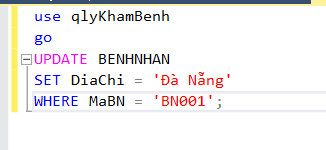 use qlyKhamBenh
go
UPDATE BENHNHAN
SET DiaChi = 'Đà Nẵng'
WHERE MaBN = 'BN001';